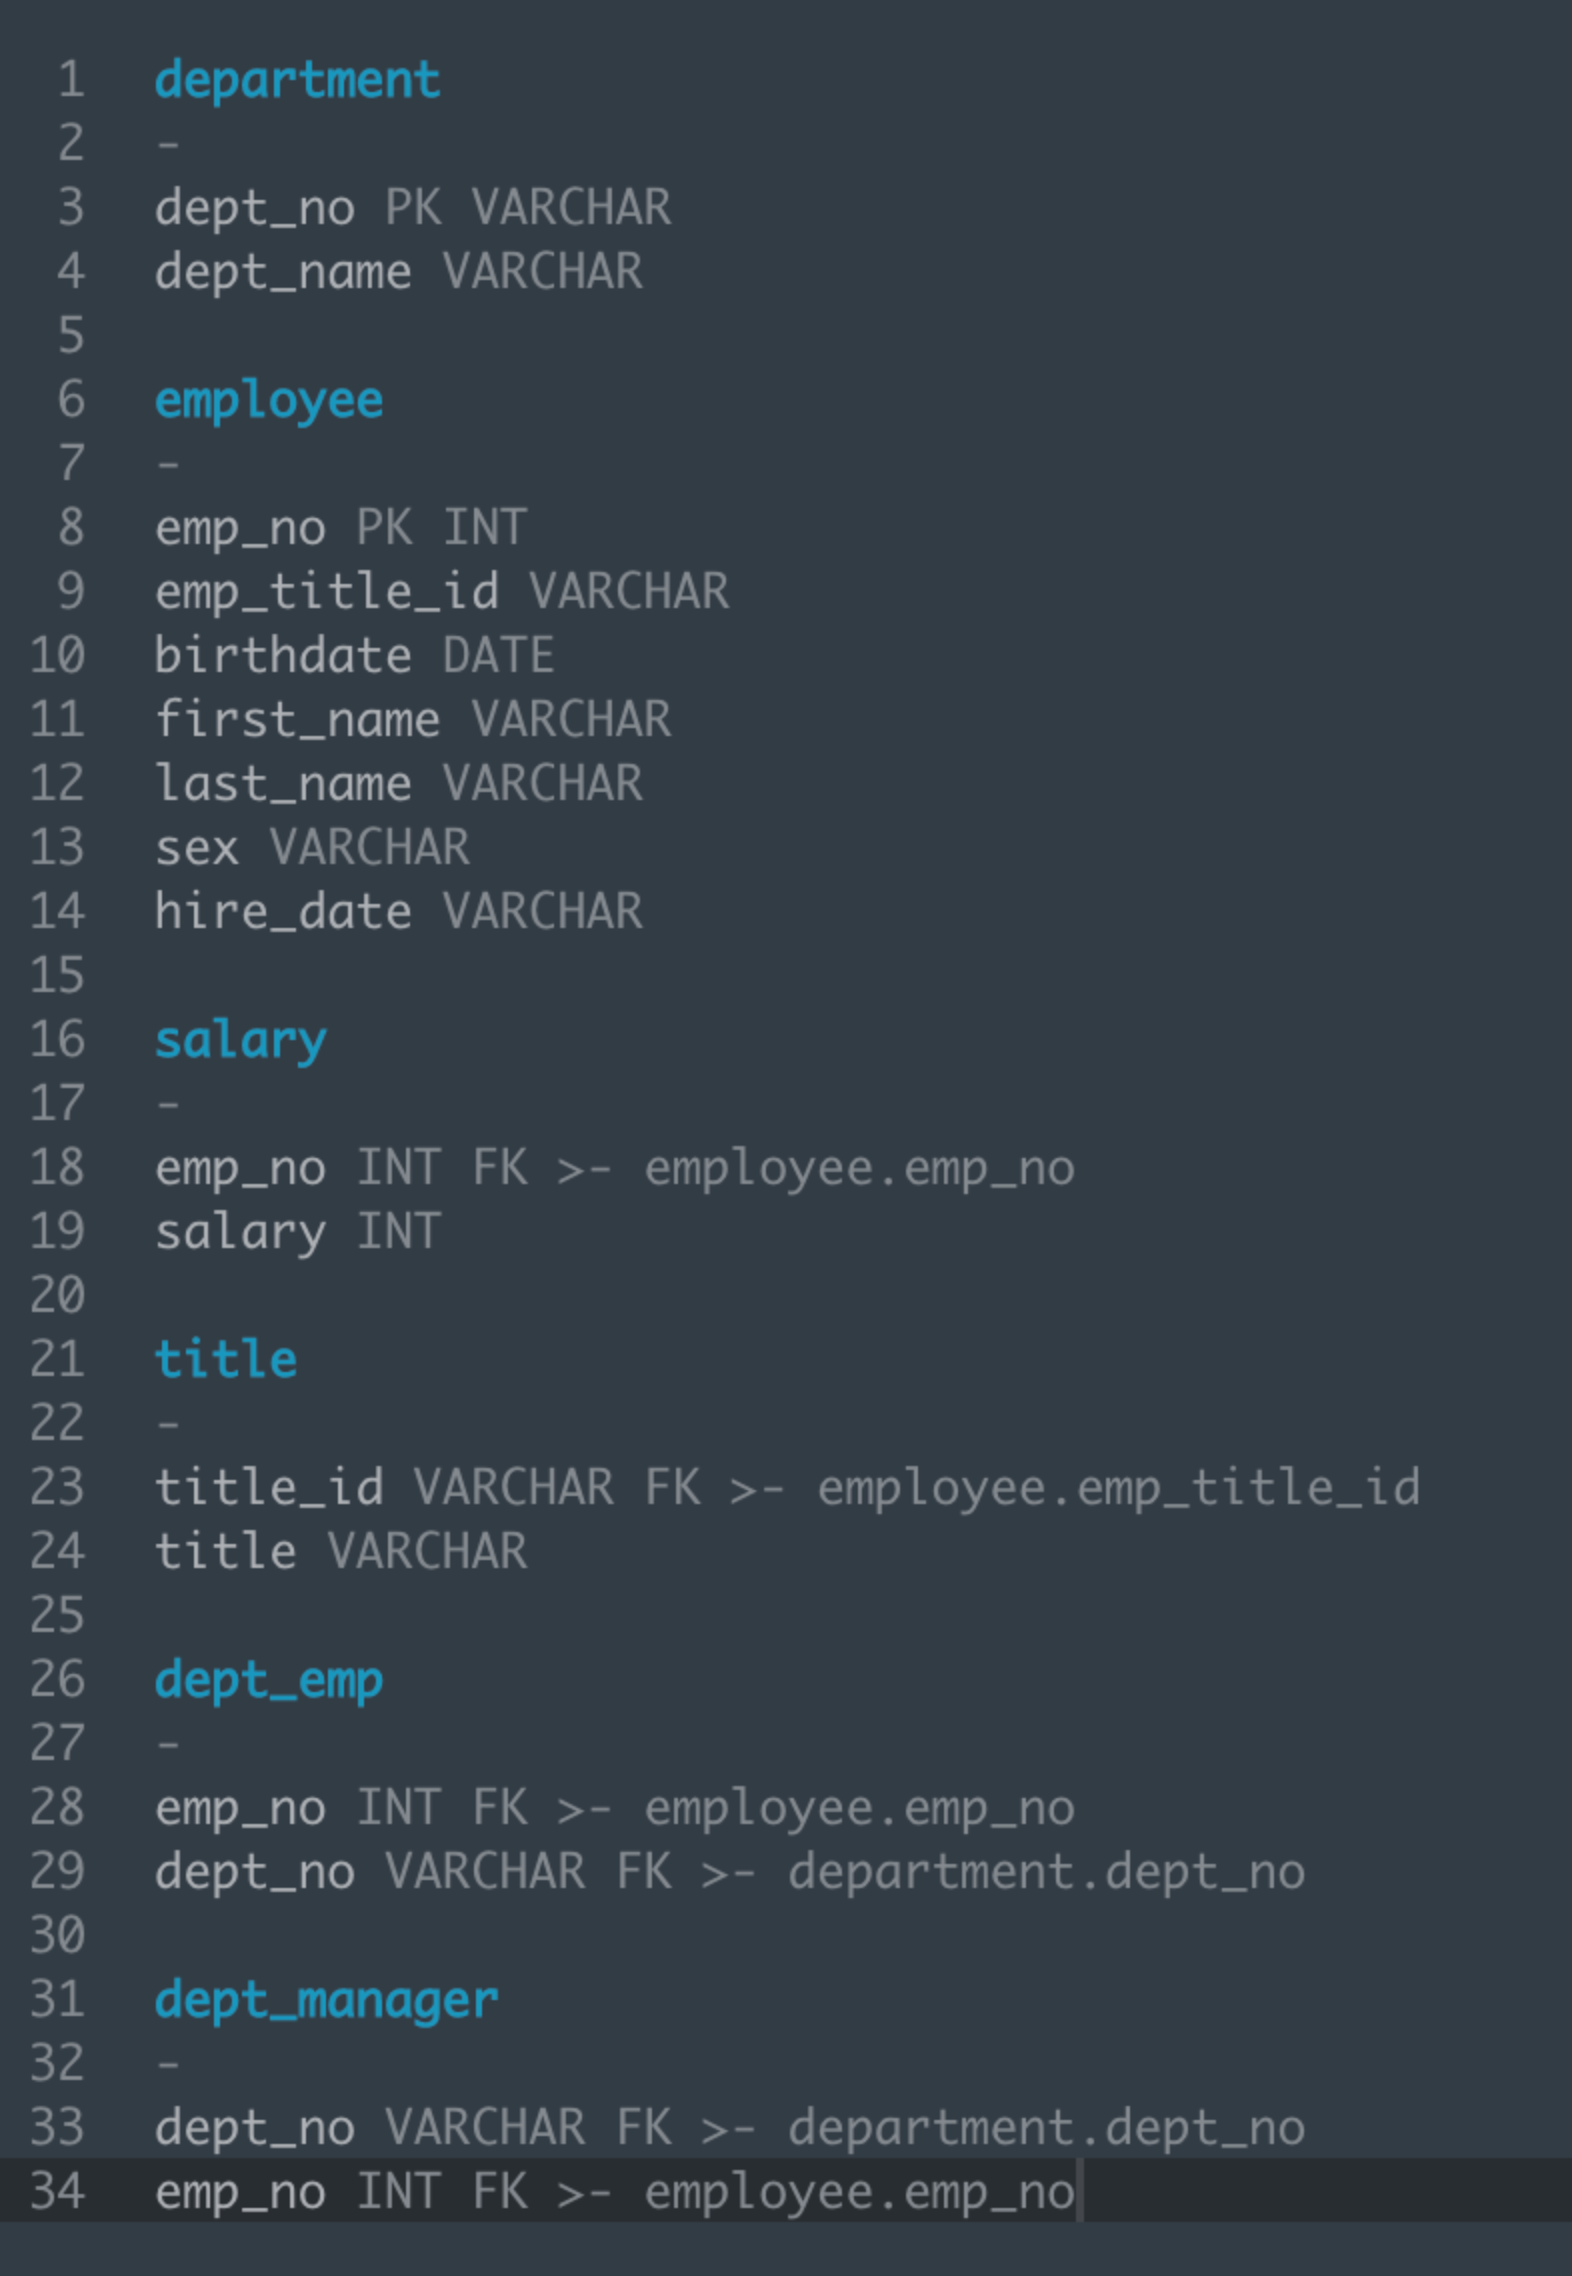 1 department
2 -
3 dept_no PK VARCHAR
4 dept_name VARCHAR
5
6 employee
7 -
8 emp_no PK INT
9 emp_title_id VARCHAR
10 birthdate DATE
11 first_name VARCHAR
12 last_name VARCHAR
13 sex VARCHAR
14 hire_date VARCHAR
15
16 salary
17 -
18 emp_no INT FK >- employee.emp_no
19 salary INT
20
21 title
22 -
23 title_id VARCHAR FK >- employee.emp_title_id
24 title VARCHAR
25
26 dept_emp
27 -
28 emp_no INT FK >- employee.emp_no
29 dept_no VARCHAR FK >- department.dept_no
30
31 dept_manager
32 -
33 dept_no VARCHAR FK >- department.dept_no
34 emp_no INT FK >- employee.emp_no